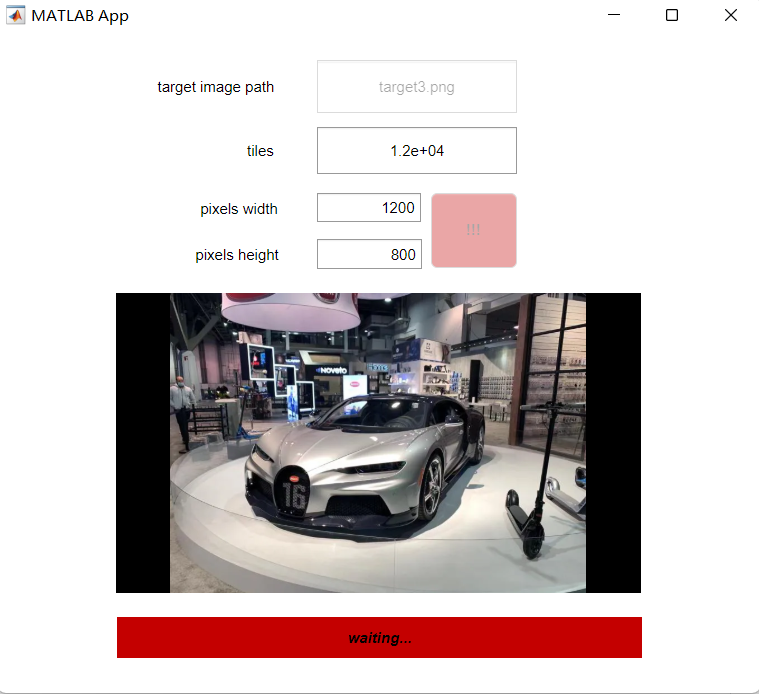 MATLAB App
target image path
target3.png
tiles
1.2e+04
pixels width
1200
!!!
pixels height
800
noveto
16
waiting...